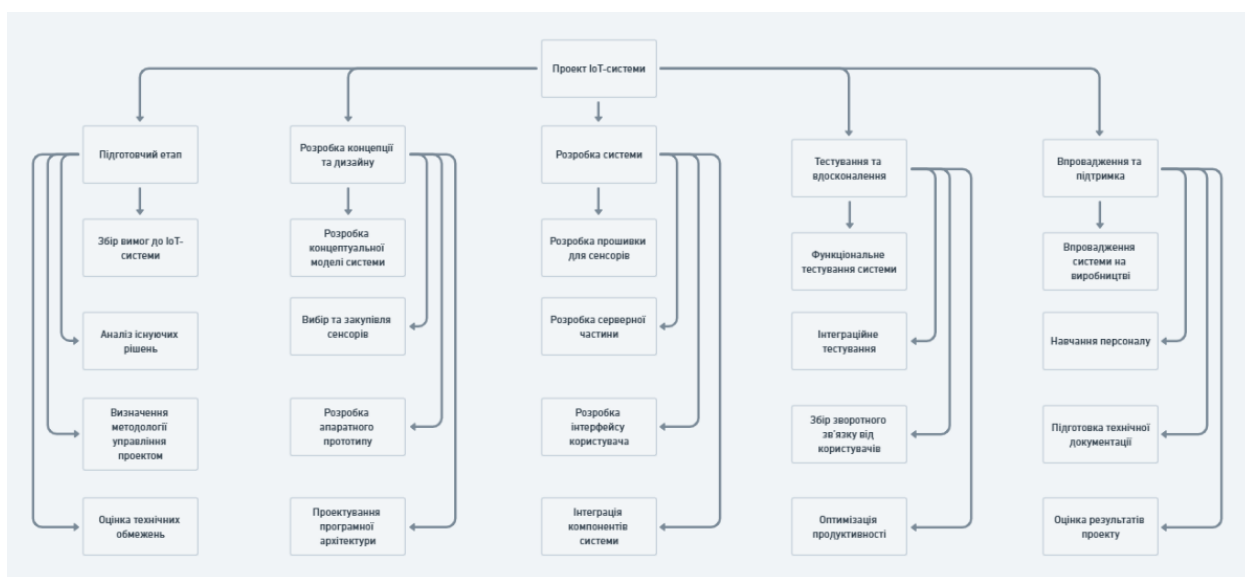 Проект IoT-системи
Підготовчий етап
Розробка концепції
та дизайну
Розробка системи
Тестування та
вдосконалення
Впровадження та
підтримка
Збір вимог до IoT-
системи
Розробка
концептуальної
моделі системи
Розробка прошивки
для сенсорів
Функціональне
тестування системи
Впровадження
системи на
виробництві
Аналіз існуючих
рішень
Вибір та закупівля
сенсорів
Розробка серверної
частини
Інтеграційне
тестування
Навчання персоналу
Визначення
методології
управління
проектом
Розробка
апаратного
прототипу
Розробка
інтерфейсу
користувача
Збір зворотного
зв'язку від
користувачів
Підготовка технічної
документації
Оцінка технічних
обмежень
Проектування
програмної
архітектури
Інтеграція
компонентів
системи
Оптимізація
продуктивності
Оцінка результатів
проекту